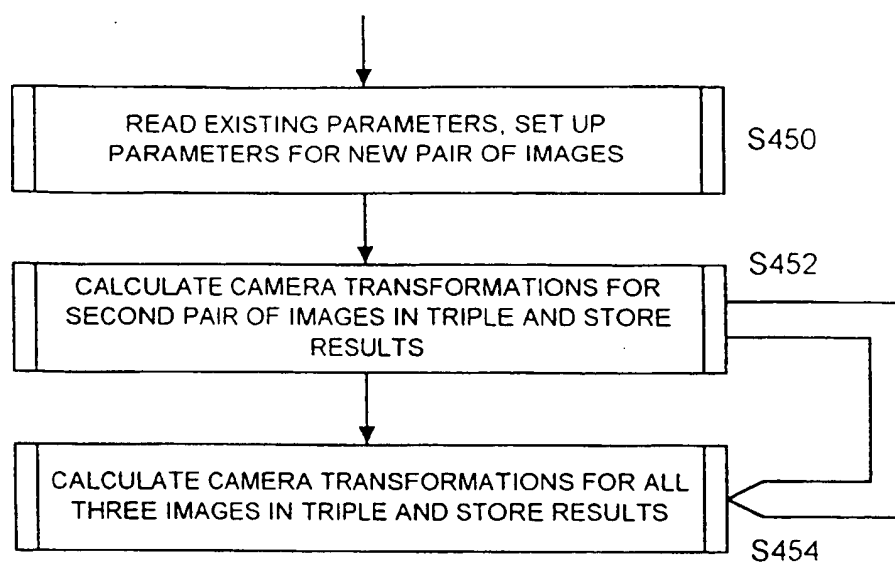 READ EXISTING PARAMETERS, SET UP
PARAMETERS FOR NEW PAIR OF IMAGES
S450
S452
CALCULATE CAMERA TRANSFORMATIONS FOR
SECOND PAIR OF IMAGES IN TRIPLE AND STORE
RESULTS
CALCULATE CAMERA TRANSFORMATIONS FOR ALL
THREE IMAGES IN TRIPLE AND STORE RESULTS
S454